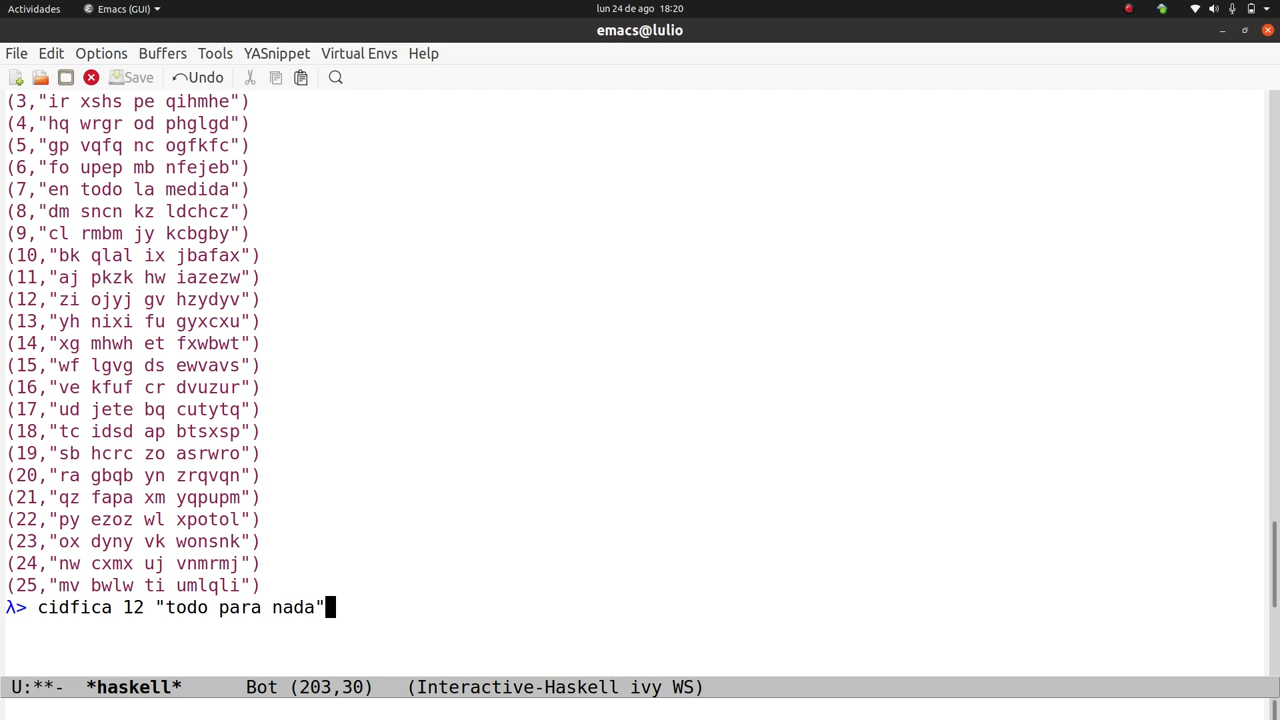 Actividades Emacs (GUI) lun 24 de ago 18:20
emacs@lulio
File Edit Options Buffers Tools YASnippet Virtual Envs Help
Save Undo
(3,"ir xshs pe qihmhe")
(4,"hq wrgr od phglgd")
(5,"gp vqfq nc ogfkfc")
(6,"fo upep mb nfejeb")
(7,"en todo la medida")
(8,"dm sncn kz ldchcz")
(9,"cl rmbm jy kcbgby")
(10,"bk qlal ix jbafax")
(11,"aj pkzk hw iazezw")
(12,"zi ojyj gv hzydyv")
(13,"yh nixi fu gyxcxu")
(14,"xg mhwh et fxwbwt")
(15,"wf lgvg ds ewvavs")
(16,"ve kfuf cr dvuzur")
(17,"ud jete bq cutytq")
(18,"tc idsd ap btsxsp")
(19,"sb hcrc zo asrwro")
(20,"ra gbqb yn zrqvqn")
(21,"qz fapa xm yqpupm")
(22,"py ezoz wl xpotol")
(23,"ox dyny vk wonsnk")
(24,"nw cxmx uj vnmrmj")
(25,"mv bwlw ti umlqli")
λ> cidfica 12 "todo para nada"
U:**- *haskell* Bot (203,30) (Interactive-Haskell ivy WS)